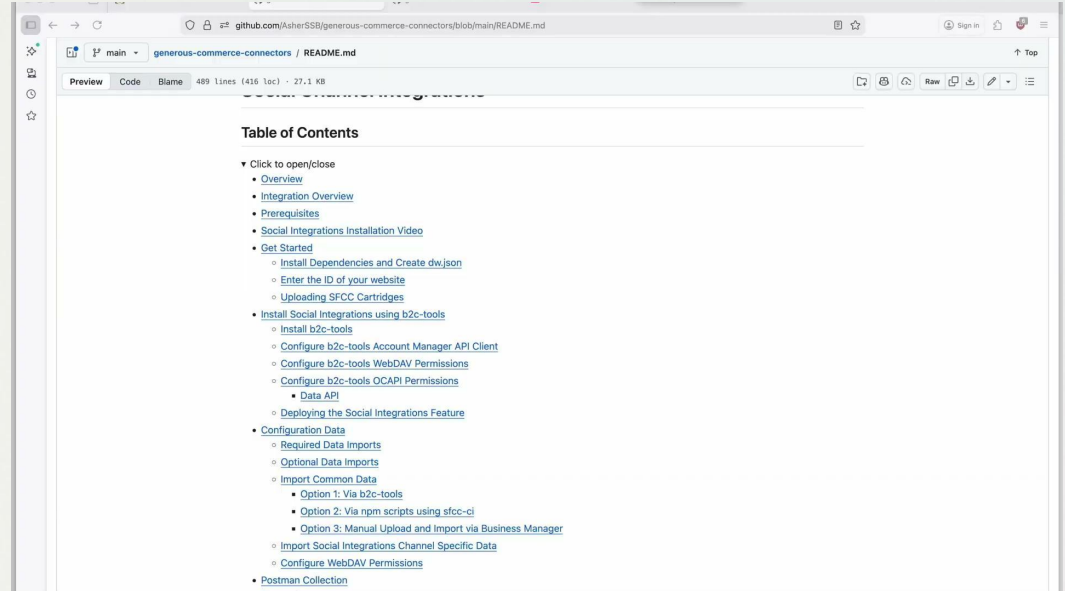 github.com/AsherSSB/generous-commerce-connectors/blob/main/README.md
Sign in
main
generous-commerce-connectors / README.md
Top
Preview Code Blame 489 lines (416 loc) · 27.1 KB
Raw
Social Channel Integrations
Table of Contents
Click to open/close
Overview
Integration Overview
Prerequisites
Social Integrations Installation Video
Get Started
Install Dependencies and Create dw.json
Enter the ID of your website
Uploading SFCC Cartridges
Install Social Integrations using b2c-tools
Install b2c-tools
Configure b2c-tools Account Manager API Client
Configure b2c-tools WebDAV Permissions
Configure b2c-tools OCAPI Permissions
Data API
Deploying the Social Integrations Feature
Configuration Data
Required Data Imports
Optional Data Imports
Import Common Data
Option 1: Via b2c-tools
Option 2: Via npm scripts using sfcc-ci
Option 3: Manual Upload and Import via Business Manager
Import Social Integrations Channel Specific Data
Configure WebDAV Permissions
Postman Collection